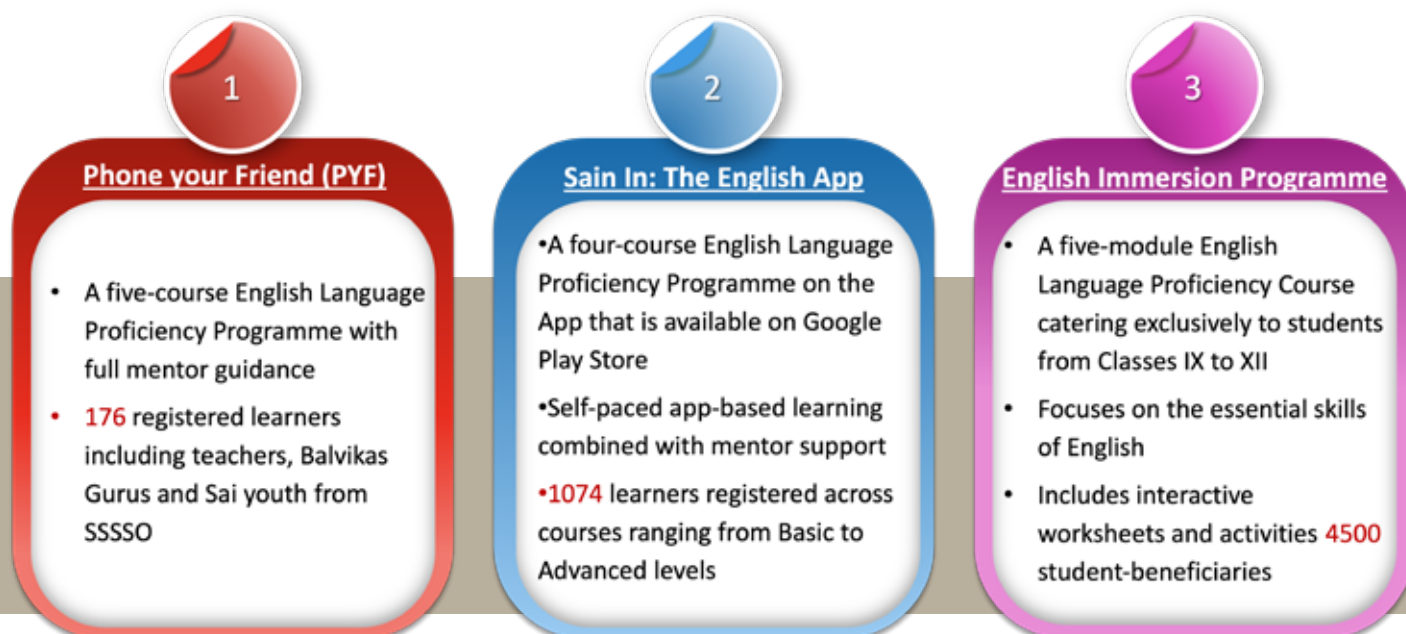 1
Phone your Friend (PYF)
• A five-course English Language
Proficiency Programme with
full mentor guidance
• 176 registered learners
including teachers, Balvikas
Gurus and Sai youth from
SSSSO
2
Sain In: The English App
•A four-course English Language
Proficiency Programme on the
App that is available on Google
Play Store
•Self-paced app-based learning
combined with mentor support
•1074 learners registered across
courses ranging from Basic to
Advanced levels
3
English Immersion Programme
• A five-module English
Language Proficiency Course
catering exclusively to students
from Classes IX to XII
• Focuses on the essential skills
of English
• Includes interactive
worksheets and activities 4500
student-beneficiaries